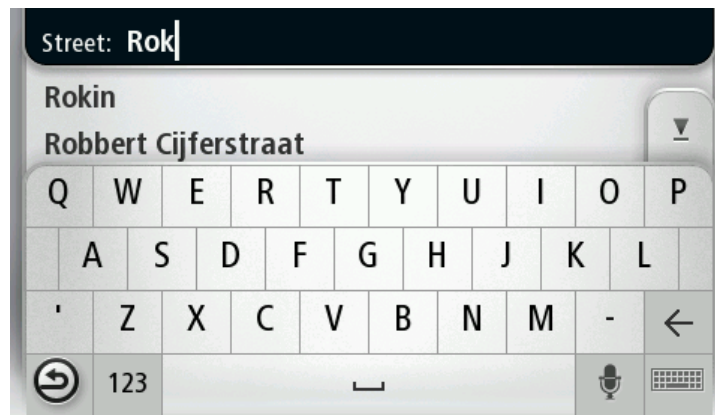 Street: Rok
Rokin
Robbert Cijferstraat
Q W E R T Y U I O P
A S D F G H J K L
' Z X C V B N M -
123